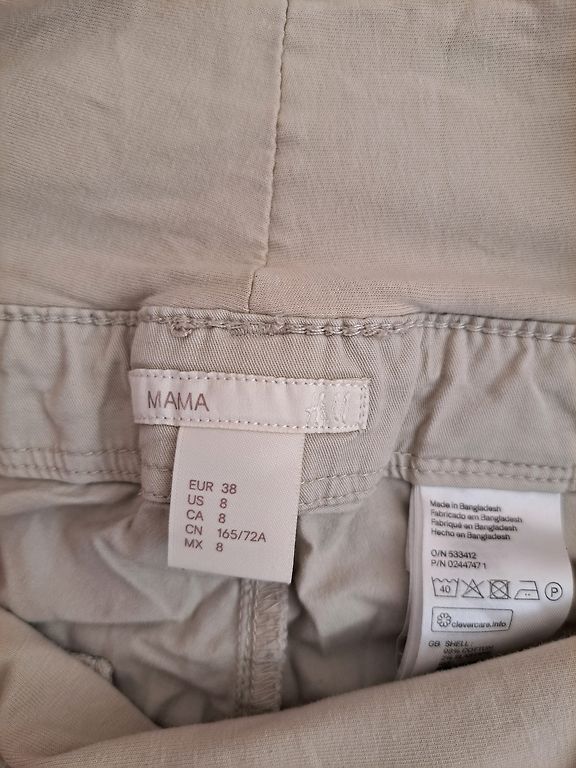 MAMA
EUR 38
US 8
CA 8
CN 165/72A
MX 8
Made in Bangladesh
Fabricado em Bangladesh
Fabriqué en Bangladesh
Hecho en Bangladesh
O/N 533412
P/N 02447471
40
P
clevercare.info
GB SHELL: